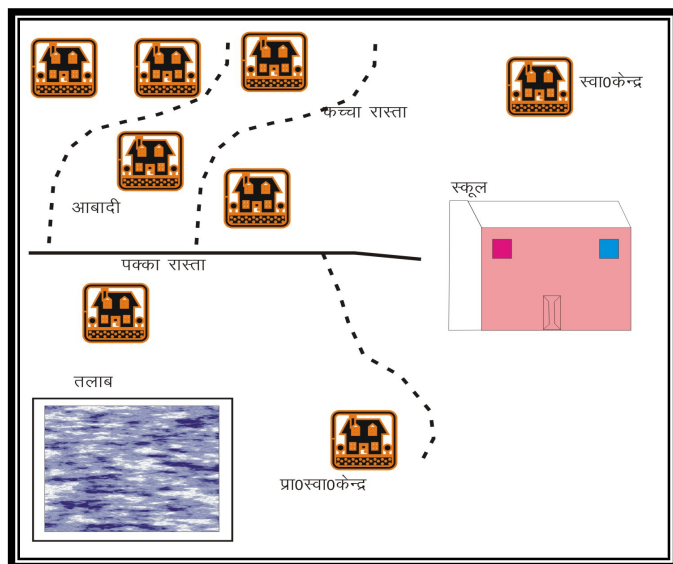 स्वा0केन्द्र
कच्चा रास्ता
स्कूल
आबादी
पक्का रास्ता
तलाब
प्रा0स्वा0केन्द्र